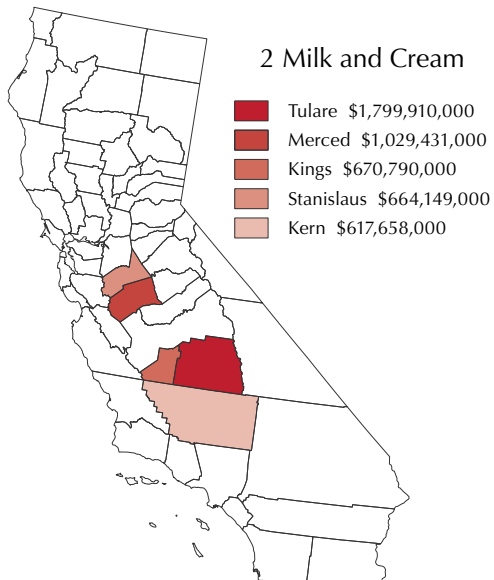 2 Milk and Cream
Tulare $1,799,910,000
Merced $1,029,431,000
Kings $670,790,000
Stanislaus $664,149,000
Kern $617,658,000